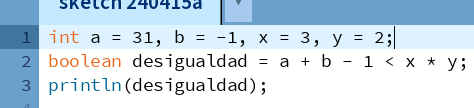 sketch 240415a
1 int a = 31, b = -1, x = 3, y = 2;
2 boolean desigualdad = a + b - 1 < x * y;
3 println(desigualdad);